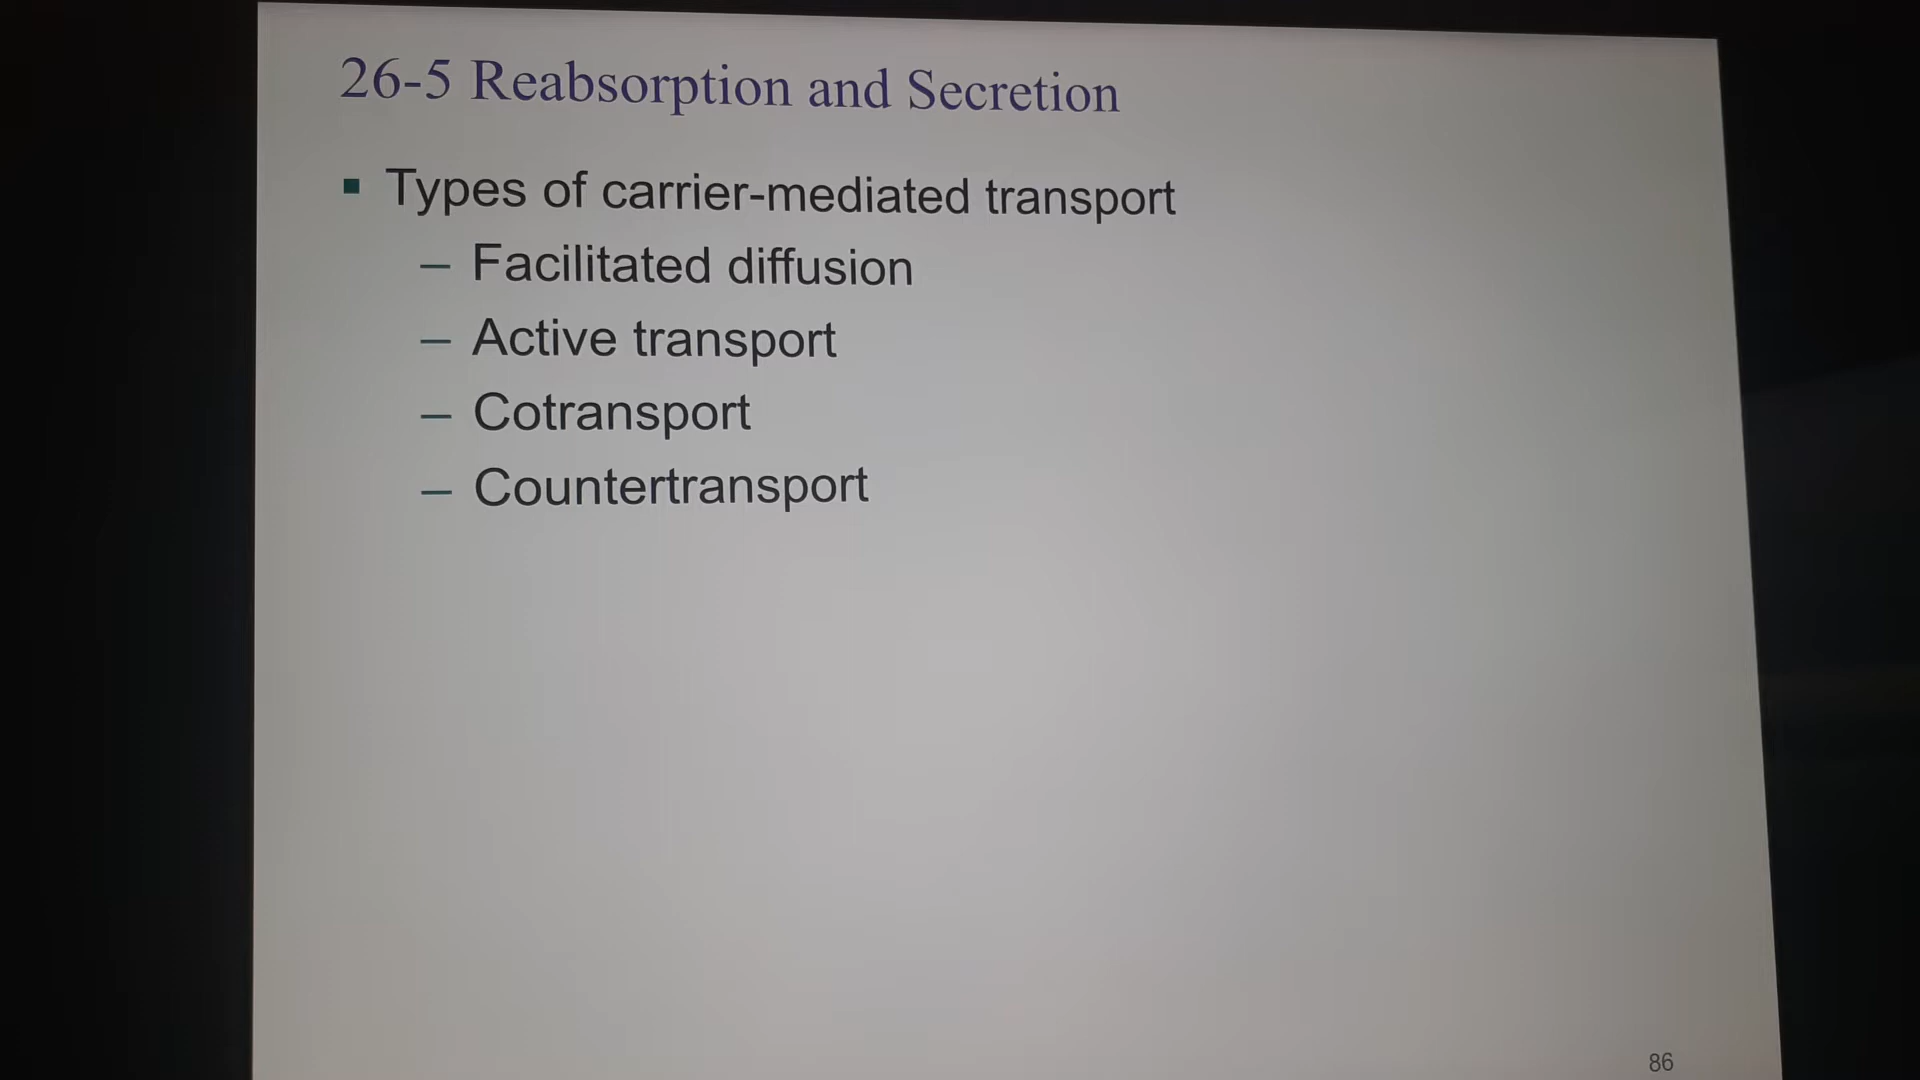 26-5 Reabsorption and Secretion
▪ Types of carrier-mediated transport
– Facilitated diffusion
– Active transport
– Cotransport
– Countertransport
86